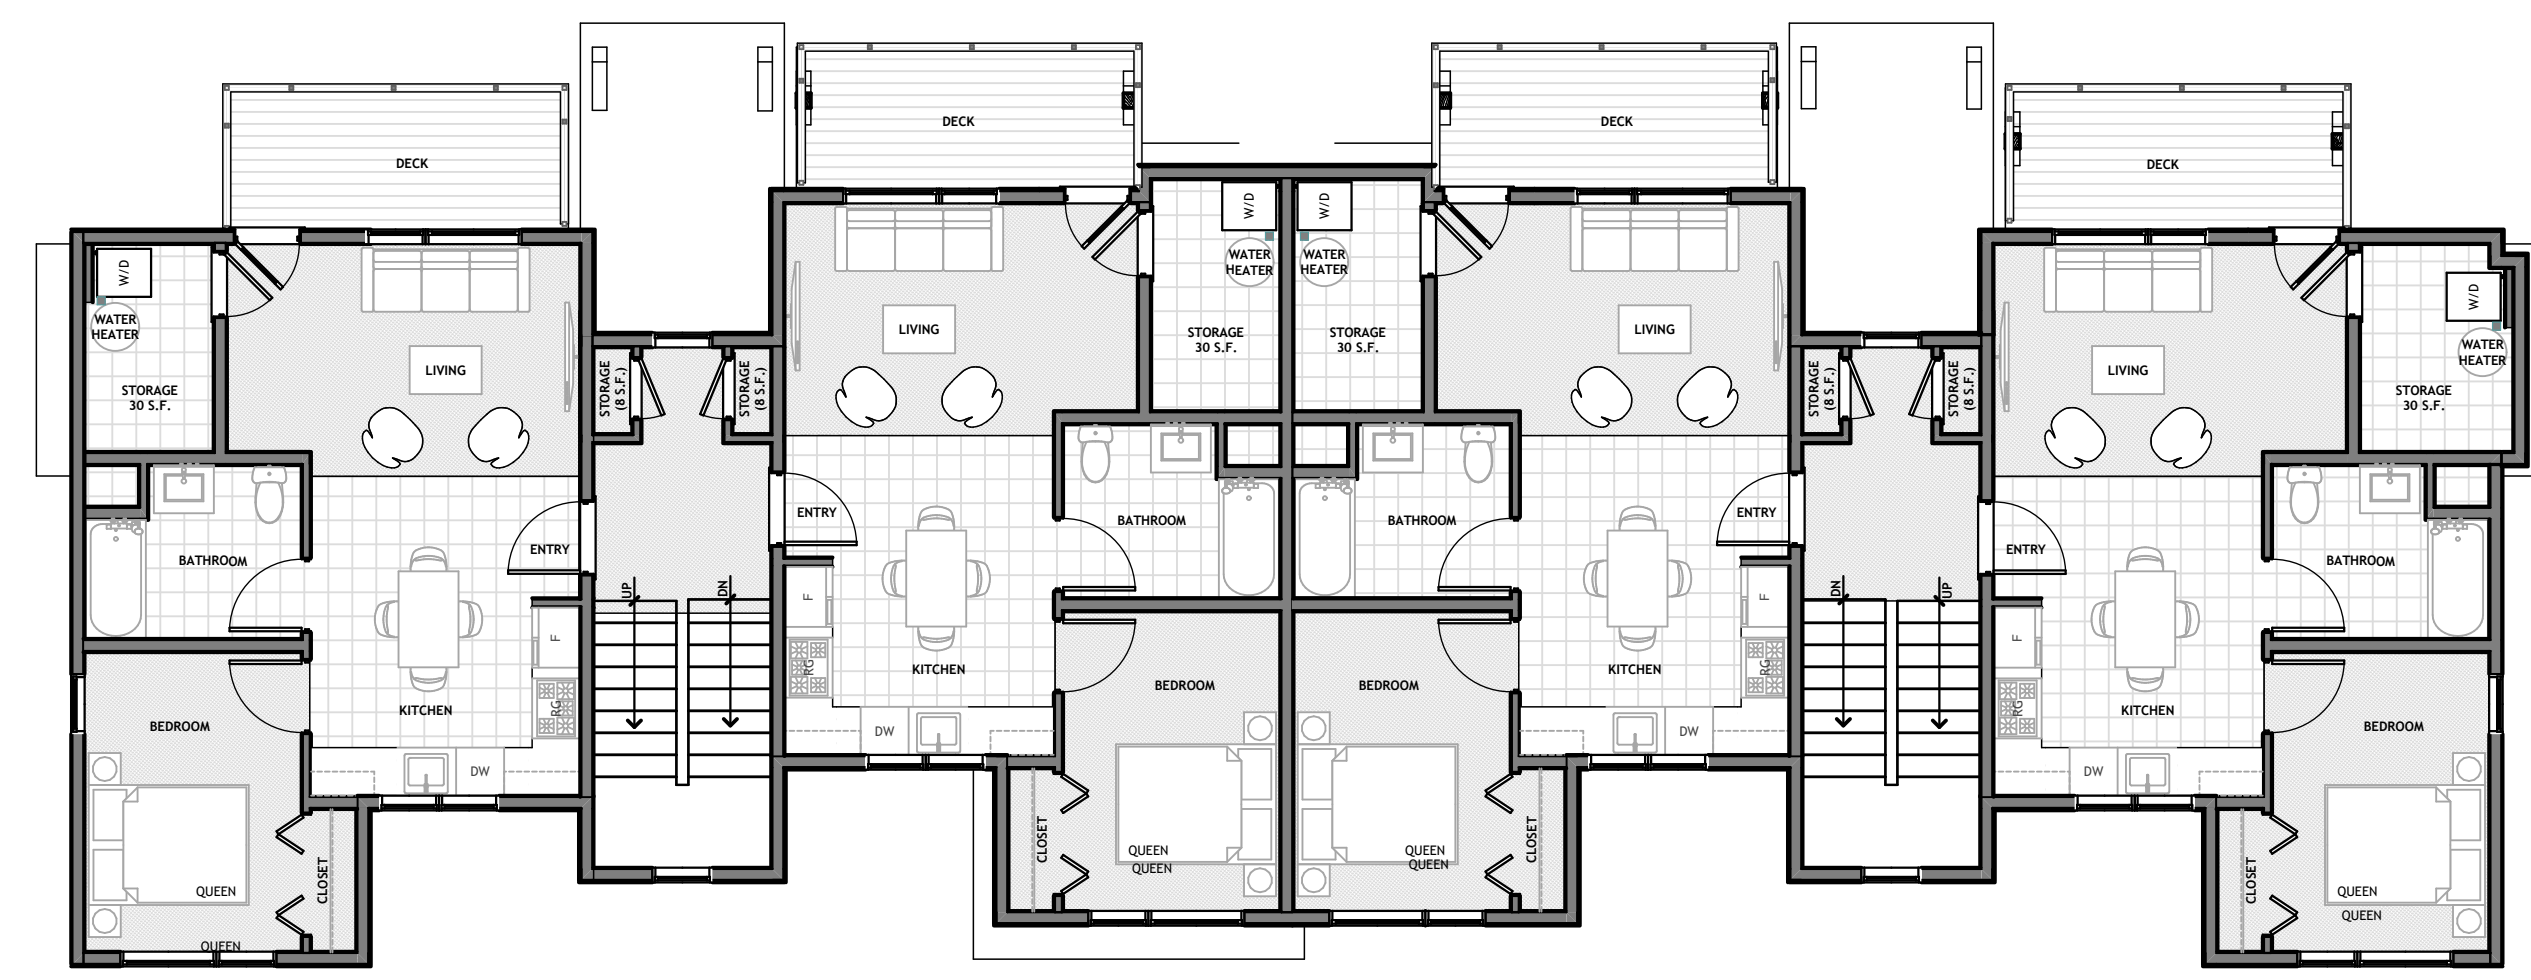 DECK
W/D
WATER
HEATER
STORAGE
30 S.F.
LIVING
BATHROOM
ENTRY
F
RG
KITCHEN
DW
BEDROOM
QUEEN
QUEEN
CLOSET
STORAGE
(8 S.F.)
STORAGE
(8 S.F.)
UP
DN
DECK
LIVING
W/D
WATER
HEATER
STORAGE
30 S.F.
ENTRY
BATHROOM
F
RG
KITCHEN
DW
BEDROOM
QUEEN
QUEEN
CLOSET
DECK
W/D
WATER
HEATER
STORAGE
30 S.F.
LIVING
BATHROOM
ENTRY
F
RG
KITCHEN
DW
BEDROOM
QUEEN
QUEEN
CLOSET
STORAGE
(8 S.F.)
STORAGE
(8 S.F.)
DN
UP
DECK
LIVING
W/D
WATER
HEATER
STORAGE
30 S.F.
ENTRY
BATHROOM
F
RG
KITCHEN
DW
BEDROOM
QUEEN
QUEEN
CLOSET